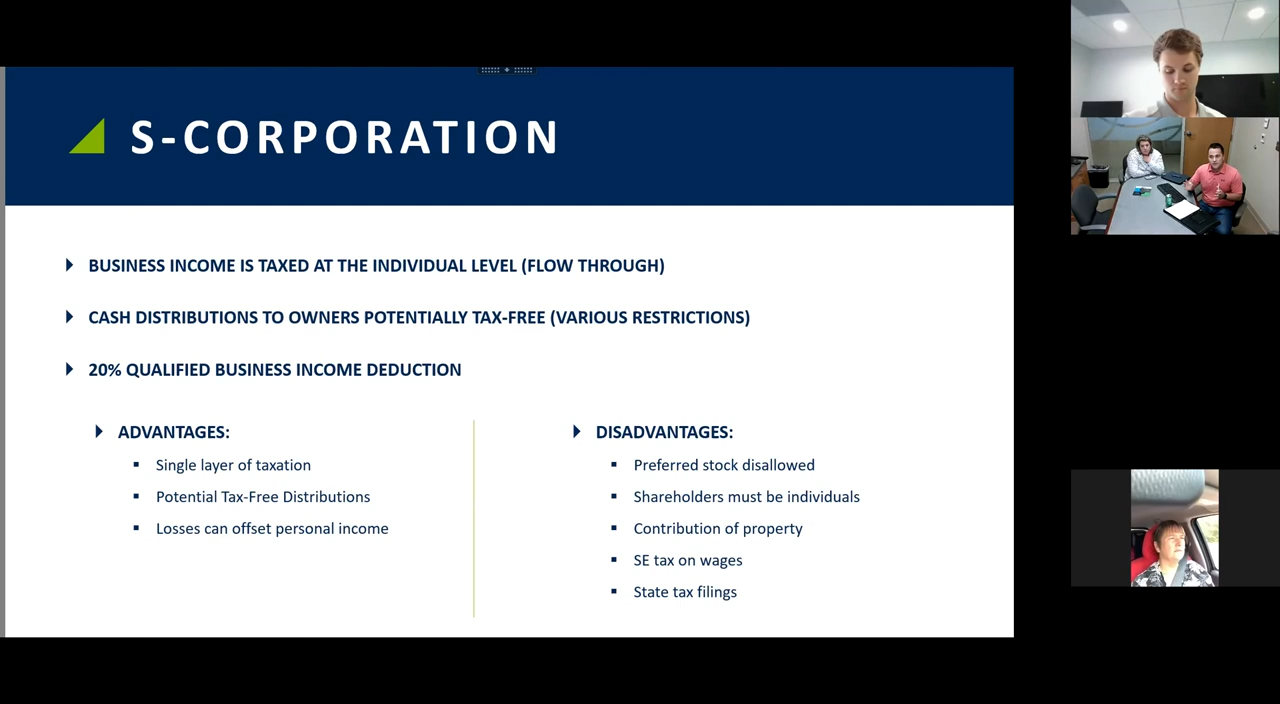 S-CORPORATION
BUSINESS INCOME IS TAXED AT THE INDIVIDUAL LEVEL (FLOW THROUGH)
CASH DISTRIBUTIONS TO OWNERS POTENTIALLY TAX-FREE (VARIOUS RESTRICTIONS)
20% QUALIFIED BUSINESS INCOME DEDUCTION
ADVANTAGES:
Single layer of taxation
Potential Tax-Free Distributions
Losses can offset personal income
DISADVANTAGES:
Preferred stock disallowed
Shareholders must be individuals
Contribution of property
SE tax on wages
State tax filings